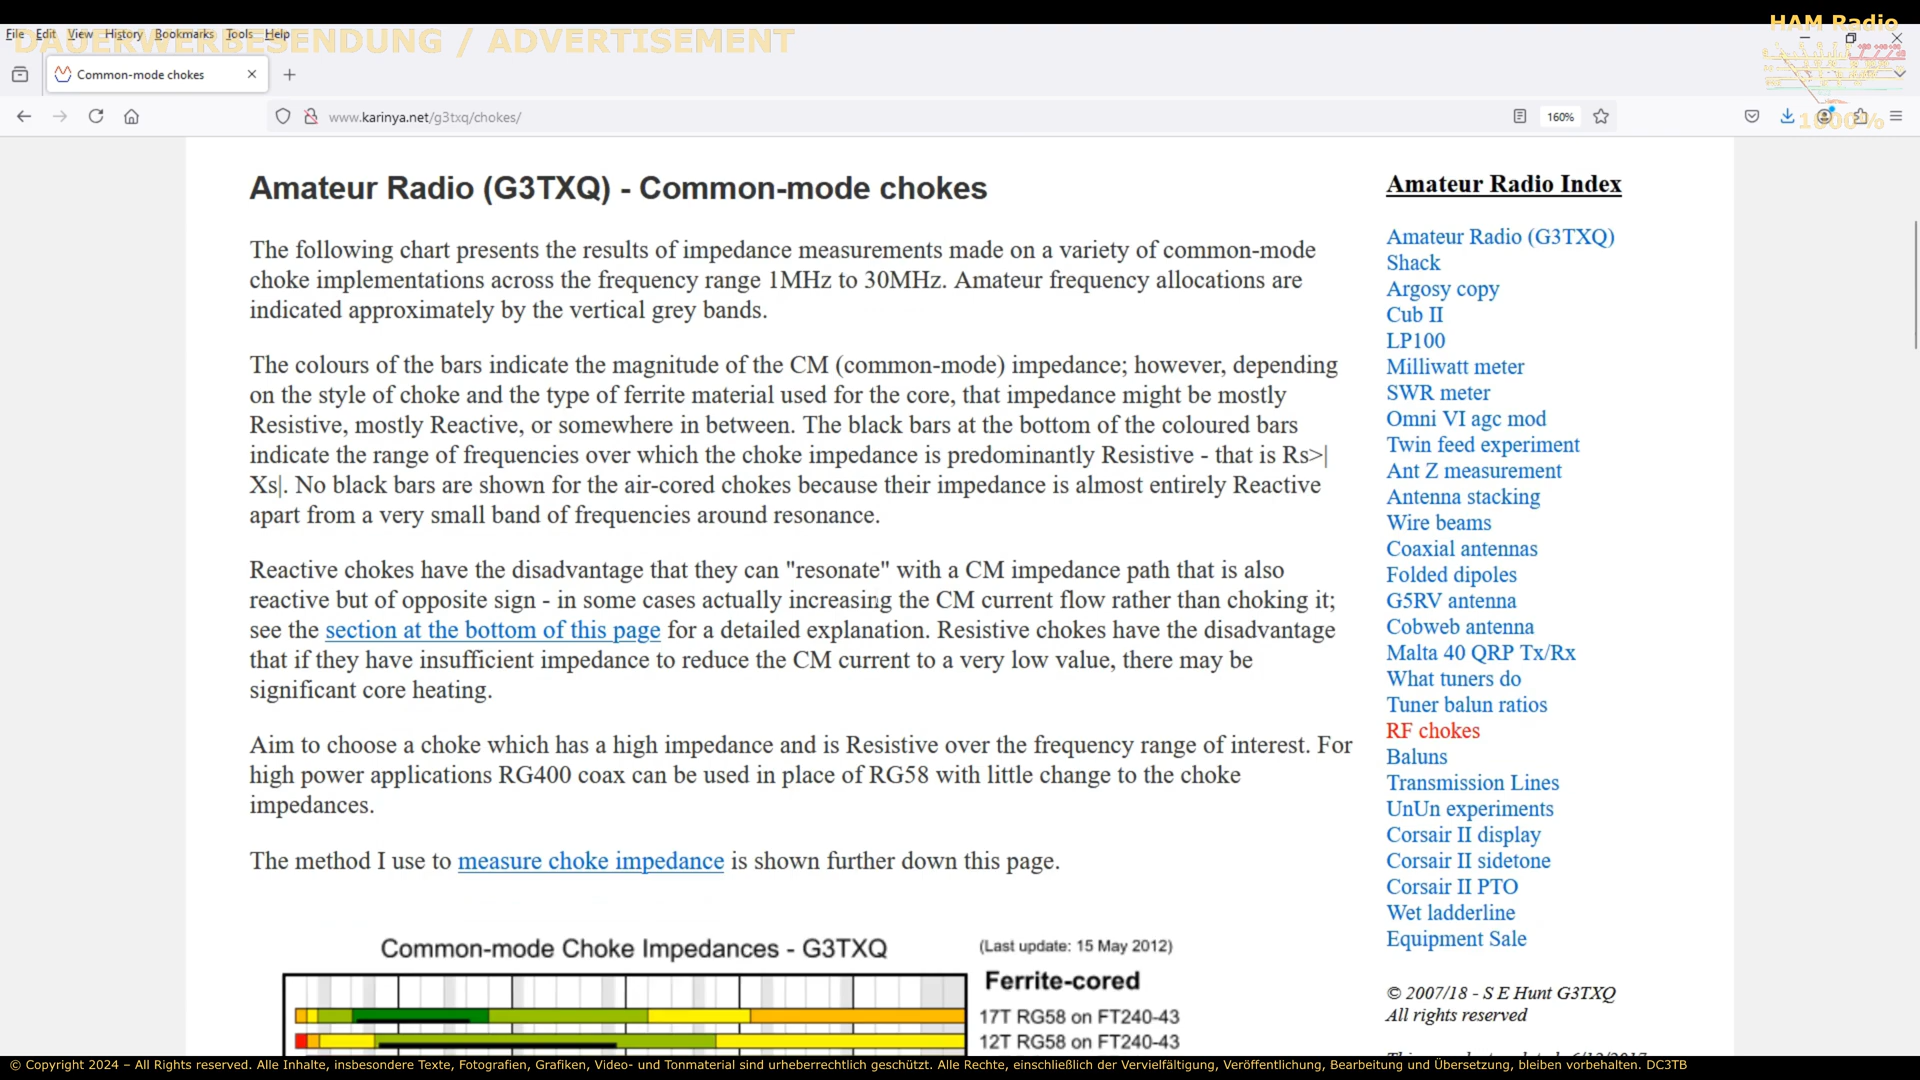 HAM Radio
File Edit View History Bookmarks Tools Help
DAUERWERBESENDUNG / ADVERTISEMENT
Common-mode chokes
www.karinya.net/g3txq/chokes/
160%
1000%
Amateur Radio (G3TXQ) - Common-mode chokes
The following chart presents the results of impedance measurements made on a variety of common-mode
choke implementations across the frequency range 1MHz to 30MHz. Amateur frequency allocations are
indicated approximately by the vertical grey bands.
The colours of the bars indicate the magnitude of the CM (common-mode) impedance; however, depending
on the style of choke and the type of ferrite material used for the core, that impedance might be mostly
Resistive, mostly Reactive, or somewhere in between. The black bars at the bottom of the coloured bars
indicate the range of frequencies over which the choke impedance is predominantly Resistive - that is Rs>|
Xs|. No black bars are shown for the air-cored chokes because their impedance is almost entirely Reactive
apart from a very small band of frequencies around resonance.
Reactive chokes have the disadvantage that they can "resonate" with a CM impedance path that is also
reactive but of opposite sign - in some cases actually increasing the CM current flow rather than choking it;
see the section at the bottom of this page for a detailed explanation. Resistive chokes have the disadvantage
that if they have insufficient impedance to reduce the CM current to a very low value, there may be
significant core heating.
Aim to choose a choke which has a high impedance and is Resistive over the frequency range of interest. For
high power applications RG400 coax can be used in place of RG58 with little change to the choke
impedances.
The method I use to measure choke impedance is shown further down this page.
Common-mode Choke Impedances - G3TXQ
(Last update: 15 May 2012)
Ferrite-cored
17T RG58 on FT240-43
12T RG58 on FT240-43
Amateur Radio Index
Amateur Radio (G3TXQ)
Shack
Argosy copy
Cub II
LP100
Milliwatt meter
SWR meter
Omni VI agc mod
Twin feed experiment
Ant Z measurement
Antenna stacking
Wire beams
Coaxial antennas
Folded dipoles
G5RV antenna
Cobweb antenna
Malta 40 QRP Tx/Rx
What tuners do
Tuner balun ratios
RF chokes
Baluns
Transmission Lines
UnUn experiments
Corsair II display
Corsair II sidetone
Corsair II PTO
Wet ladderline
Equipment Sale
© 2007/18 - S E Hunt G3TXQ
All rights reserved
© Copyright 2024 – All Rights reserved. Alle Inhalte, insbesondere Texte, Fotografien, Grafiken, Video- und Tonmaterial sind urheberrechtlich geschützt. Alle Rechte, einschließlich der Vervielfältigung, Veröffentlichung, Bearbeitung und Übersetzung, bleiben vorbehalten. DC3TB